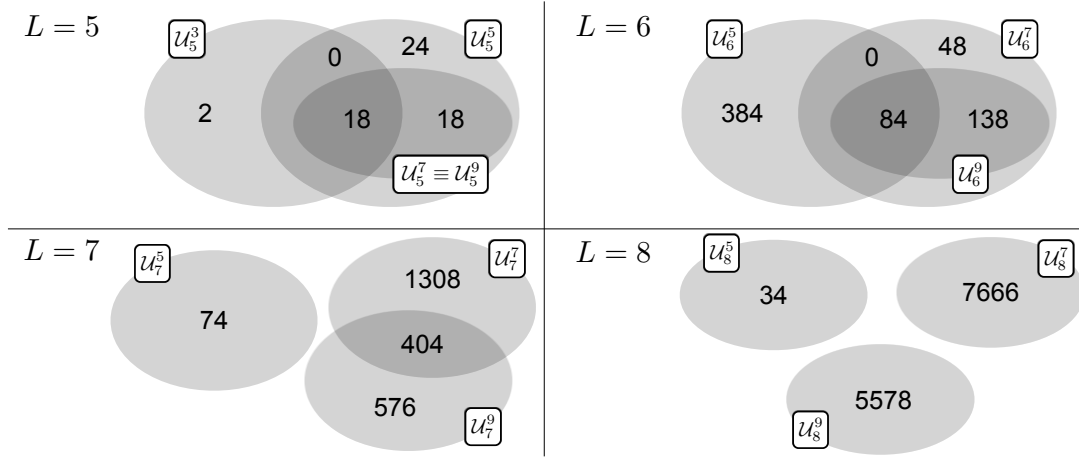 L = 5
U_5^3
0
24
U_5^5
2
18
18
U_5^7 ≡ U_5^9
L = 6
U_6^5
0
48
U_6^7
384
84
138
U_6^9
L = 7
U_7^5
1308
U_7^7
74
404
576
U_7^9
L = 8
U_8^5
34
7666
U_8^7
5578
U_8^9